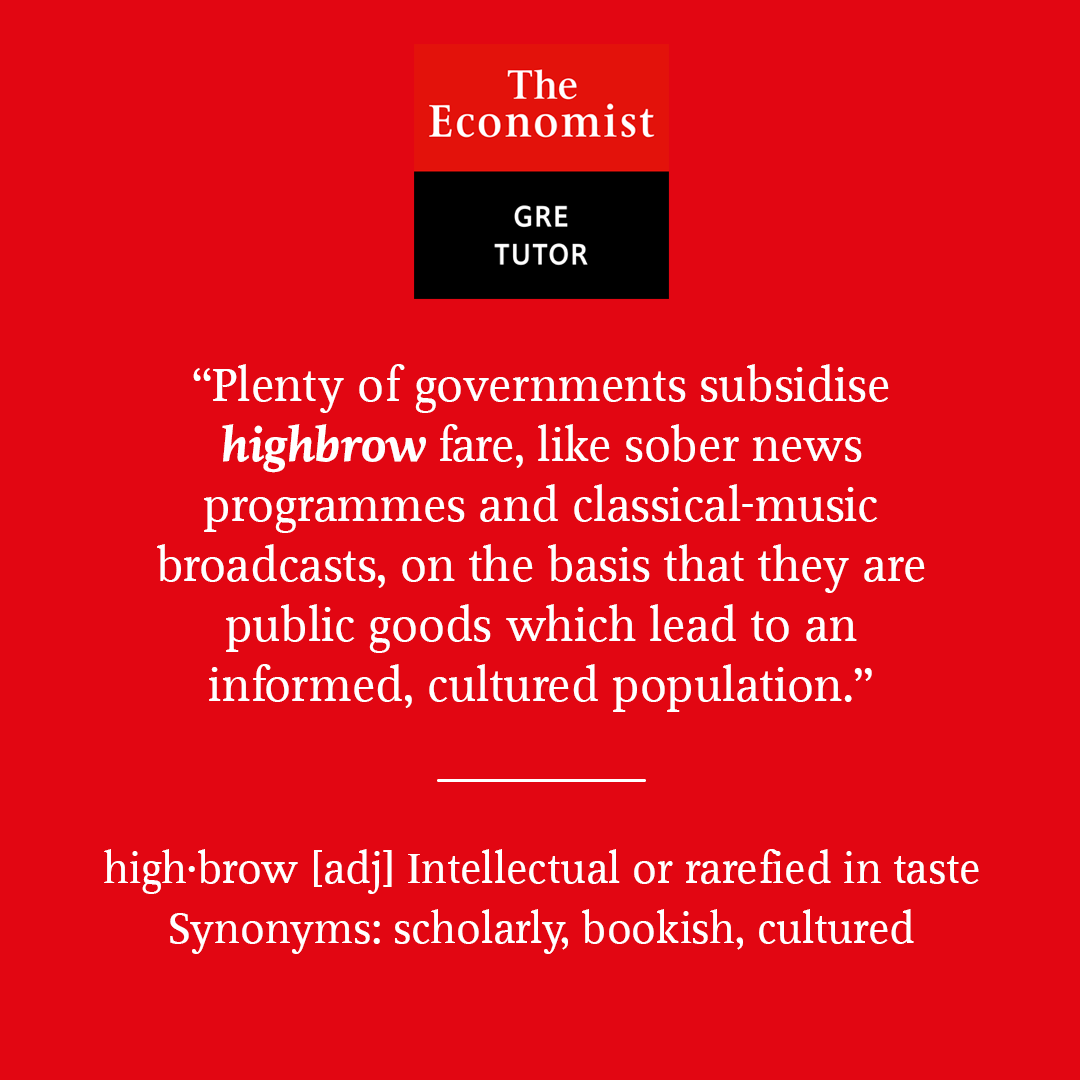 The
Economist
GRE
TUTOR
“Plenty of governments subsidise
highbrow fare, like sober news
programmes and classical-music
broadcasts, on the basis that they are
public goods which lead to an
informed, cultured population.”
high·brow [adj] Intellectual or rarefied in taste
Synonyms: scholarly, bookish, cultured